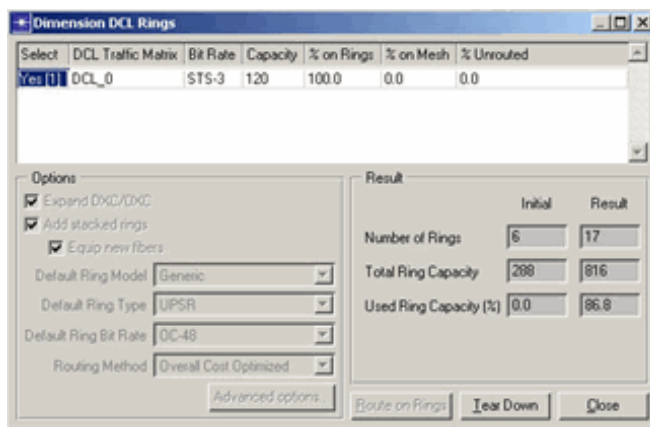 Dimension DCL Rings
Select DCL Traffic Matrix Bit Rate Capacity % on Rings % on Mesh % Unrouted
Yes [1] DCL_0 STS-3 120 100.0 0.0 0.0
Options
Expand DXC/DXC
Add stacked rings
Equip new fibers
Default Ring Model Generic
Default Ring Type UPSR
Default Ring Bit Rate OC-48
Routing Method Overall Cost Optimized
Advanced options...
Result
Initial Result
Number of Rings 6 17
Total Ring Capacity 288 816
Used Ring Capacity (%) 0.0 86.8
Route on Rings Tear Down Close